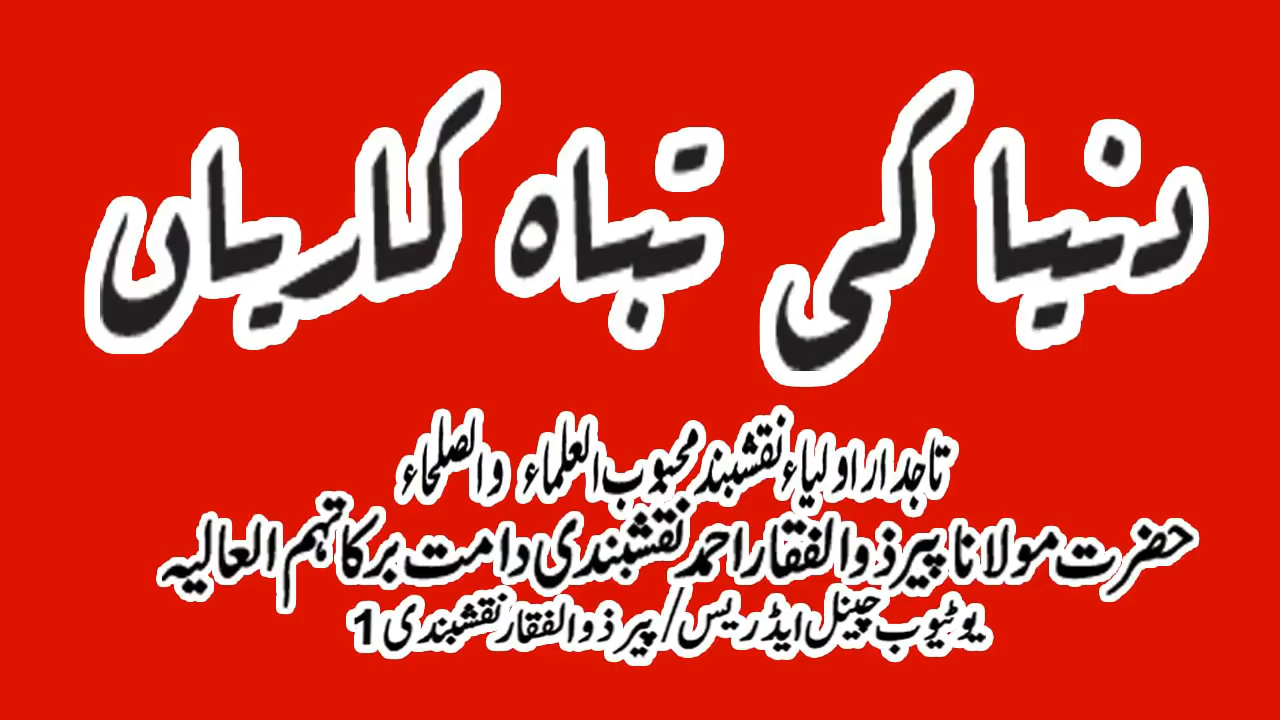 دنیا کی تباہ کاریاں
تاجدار اولیاء نقشبند محبوب العلماء والصلحاء
حضرت مولانا پیر ذوالفقار احمد نقشبندی دامت برکاتہم العالیہ
یوٹیوب چینل ایڈریس/ پیر ذوالفقار نقشبندی 1